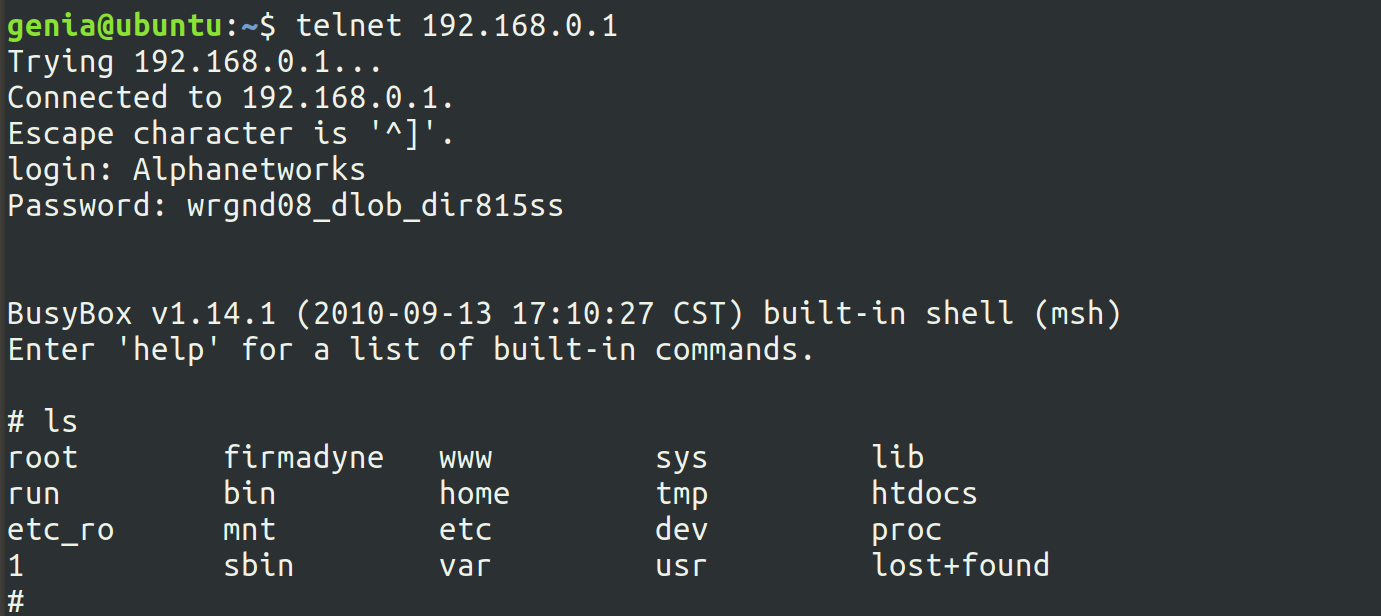 genia@ubuntu:~$ telnet 192.168.0.1
Trying 192.168.0.1...
Connected to 192.168.0.1.
Escape character is '^]'.
login: Alphanetworks
Password: wrgnd08_dlob_dir815ss
BusyBox v1.14.1 (2010-09-13 17:10:27 CST) built-in shell (msh)
Enter 'help' for a list of built-in commands.
# ls
root firmadyne www sys lib
run bin home tmp htdocs
etc_ro mnt etc dev proc
1 sbin var usr lost+found
#